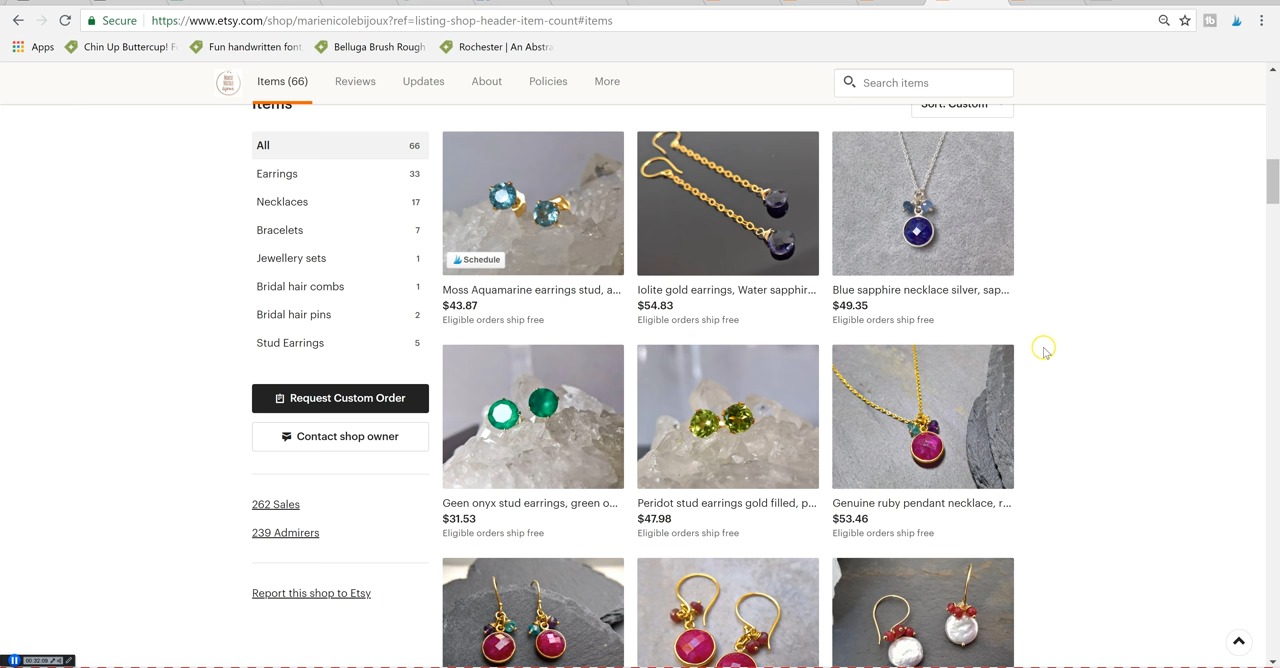 Secure https://www.etsy.com/shop/marienicolebijoux?ref=listing-shop-header-item-count#items
Apps Chin Up Buttercup! F Fun handwritten font Belluga Brush Rough Rochester | An Abstra
Items (66) Reviews Updates About Policies More Search items
Items Sort: Custom
All 66
Earrings 33
Necklaces 17
Bracelets 7
Jewellery sets 1
Bridal hair combs 1
Bridal hair pins 2
Stud Earrings 5
Request Custom Order
Contact shop owner
262 Sales
239 Admirers
Report this shop to Etsy
Schedule
Moss Aquamarine earrings stud, a...
$43.87
Eligible orders ship free
Iolite gold earrings, Water sapphir...
$54.83
Eligible orders ship free
Blue sapphire necklace silver, sap...
$49.35
Eligible orders ship free
Geen onyx stud earrings, green o...
$31.53
Eligible orders ship free
Peridot stud earrings gold filled, p...
$47.98
Eligible orders ship free
Genuine ruby pendant necklace, r...
$53.46
Eligible orders ship free
00:32:09